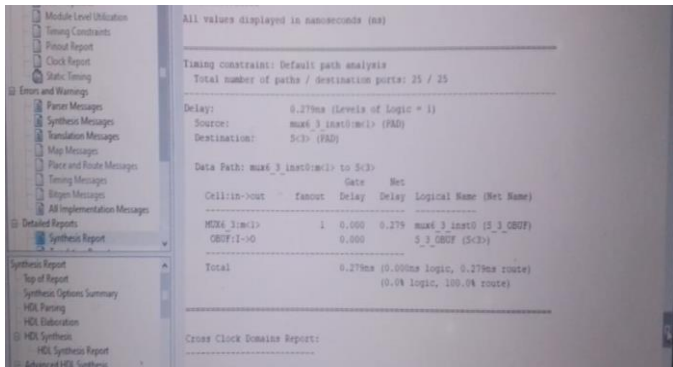 Module Level Utilization
Timing Constraints
Pinout Report
Clock Report
Static Timing
Errors and Warnings
Parser Messages
Synthesis Messages
Translation Messages
Map Messages
Place and Route Messages
Timing Messages
Bitgen Messages
All Implementation Messages
Detailed Reports
Synthesis Report
Synthesis Report
Top of Report
Synthesis Options Summary
HDL Parsing
HDL Elaboration
HDL Synthesis
HDL Synthesis Report
Advanced HDL Synthesis
All values displayed in nanoseconds (ns)
Timing constraint: Default path analysis
Total number of paths / destination ports: 25 / 25
Delay: 0.279ns (Levels of Logic = 1)
Source: mux6_3_inst0:m<1> (PAD)
Destination: S<3> (PAD)
Data Path: mux6_3_inst0:m<1> to S<3>
Gate Net
Cell:in->out fanout Delay Delay Logical Name (Net Name)
MUX6_3:m<1> 1 0.000 0.279 mux6_3_inst0 (S_3_OBUF)
OBUF:I->O 0.000 S_3_OBUF (S<3>)
Total 0.279ns (0.000ns logic, 0.279ns route)
(0.0% logic, 100.0% route)
Cross Clock Domains Report: